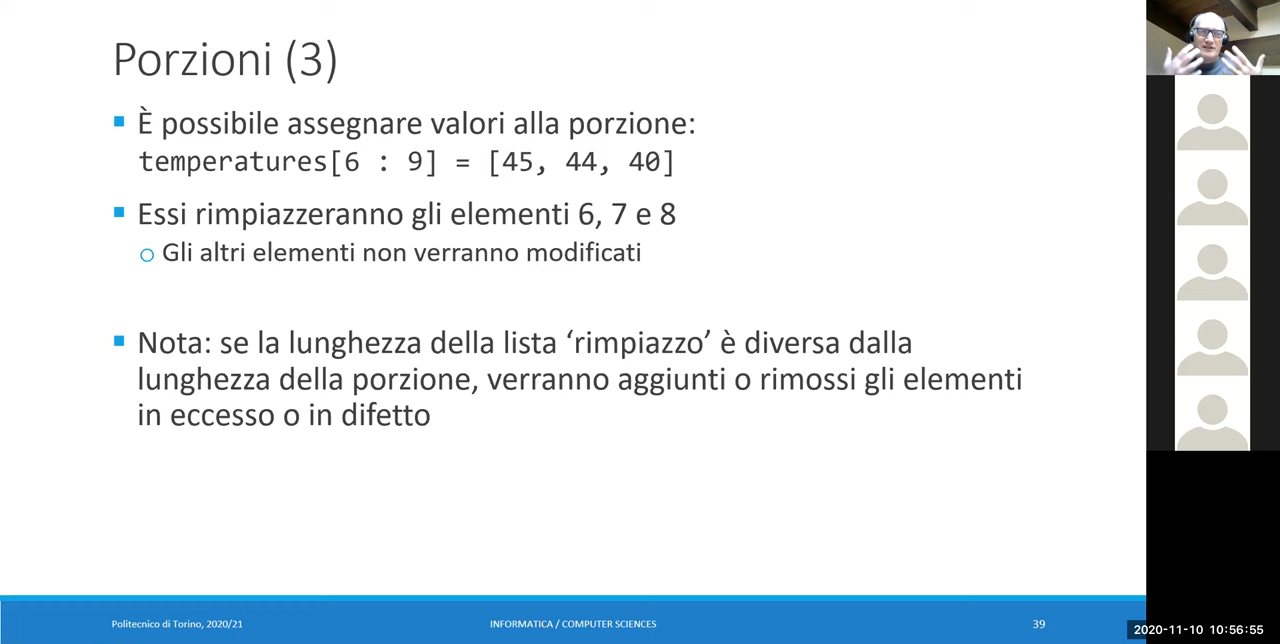 Porzioni (3)
È possibile assegnare valori alla porzione:
temperatures[6 : 9] = [45, 44, 40]
Essi rimpiazzeranno gli elementi 6, 7 e 8
Gli altri elementi non verranno modificati
Nota: se la lunghezza della lista ‘rimpiazzo’ è diversa dalla
lunghezza della porzione, verranno aggiunti o rimossi gli elementi
in eccesso o in difetto
Politecnico di Torino, 2020/21
INFORMATICA / COMPUTER SCIENCES
39
2020-11-10 10:56:55